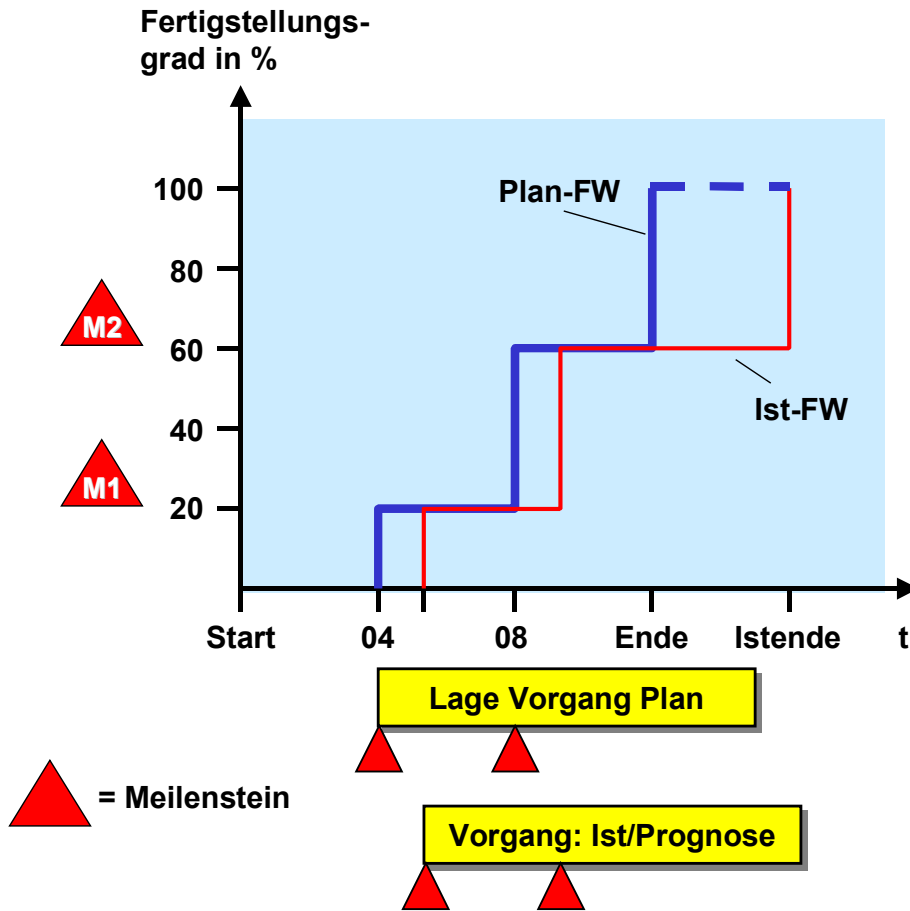 Fertigstellungs-
grad in %
100
Plan-FW
80
M2
60
Ist-FW
40
M1
20
Start 04 08 Ende Istende t
Lage Vorgang Plan
= Meilenstein
Vorgang: Ist/Prognose